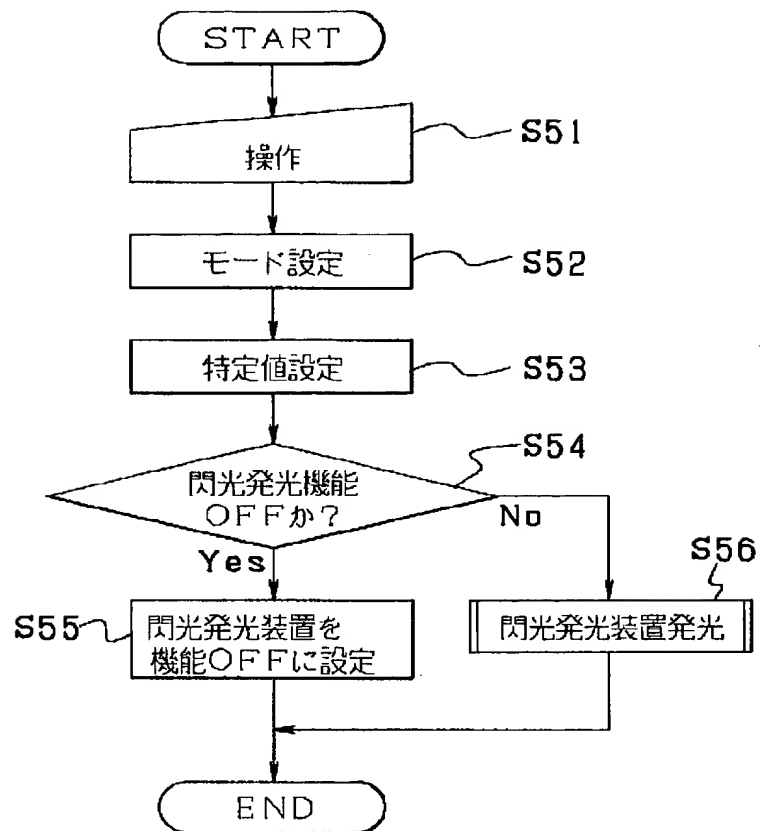 START
操作
S51
モード設定
S52
特定値設定
S53
S54
閃光発光機能
OFFか?
No
Yes
S56
S55
閃光発光装置を
機能OFFに設定
閃光発光装置発光
END